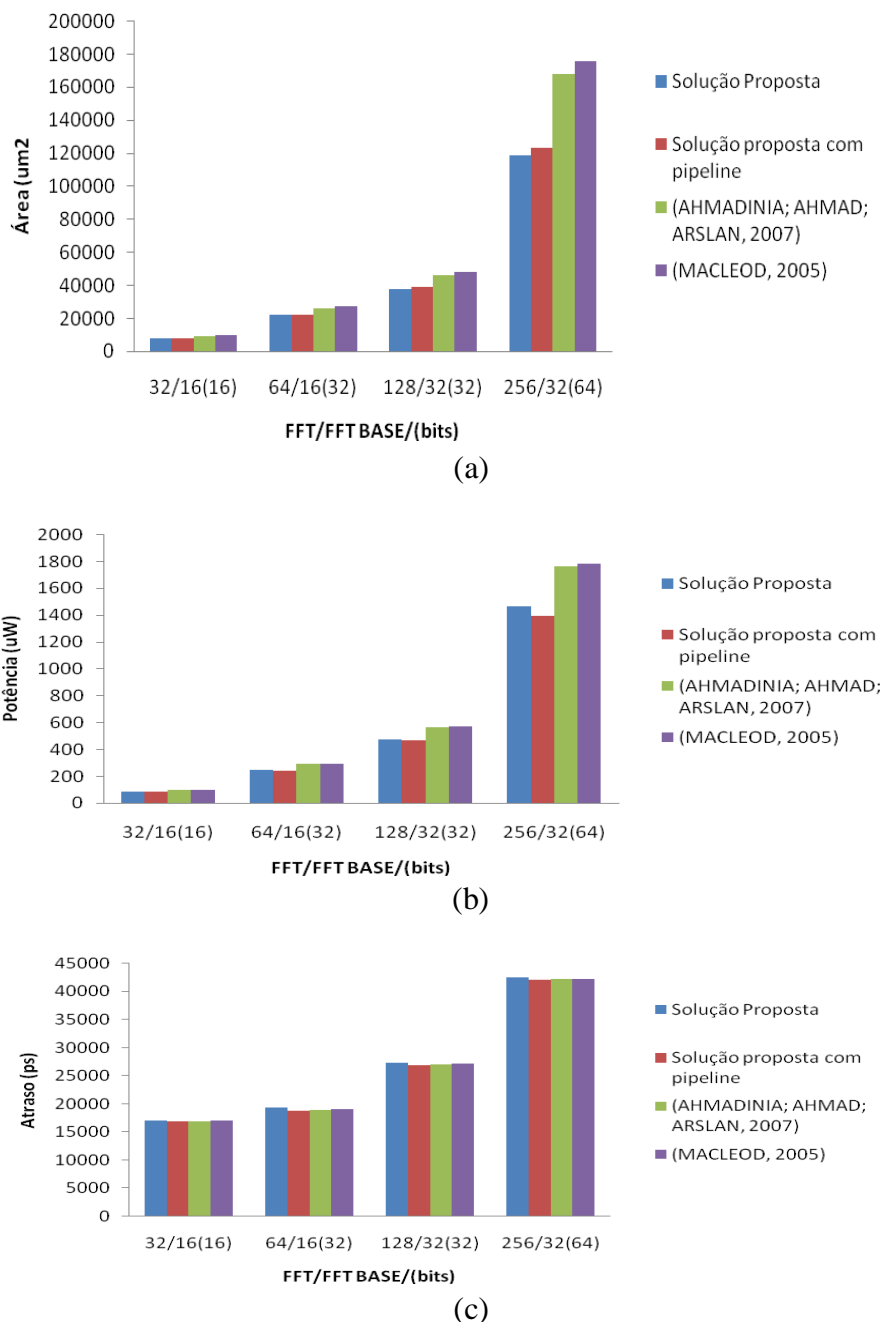 200000
180000
160000
140000
120000
100000
80000
60000
40000
20000
0
Área (um2
32/16(16) 64/16(32) 128/32(32) 256/32(64)
FFT/FFT BASE/(bits)
Solução Proposta
Solução proposta com
pipeline
(AHMADINIA; AHMAD;
ARSLAN, 2007)
(MACLEOD, 2005)
(a)
2000
1800
1600
1400
1200
1000
800
600
400
200
0
Potência (uW)
32/16(16) 64/16(32) 128/32(32) 256/32(64)
FFT/FFT BASE/(bits)
Solução Proposta
Solução proposta com
pipeline
(AHMADINIA; AHMAD;
ARSLAN, 2007)
(MACLEOD, 2005)
(b)
45000
40000
35000
30000
25000
20000
15000
10000
5000
0
Atraso (ps)
32/16(16) 64/16(32) 128/32(32) 256/32(64)
FFT/FFT BASE/(bits)
Solução Proposta
Solução proposta com
pipeline
(AHMADINIA; AHMAD;
ARSLAN, 2007)
(MACLEOD, 2005)
(c)